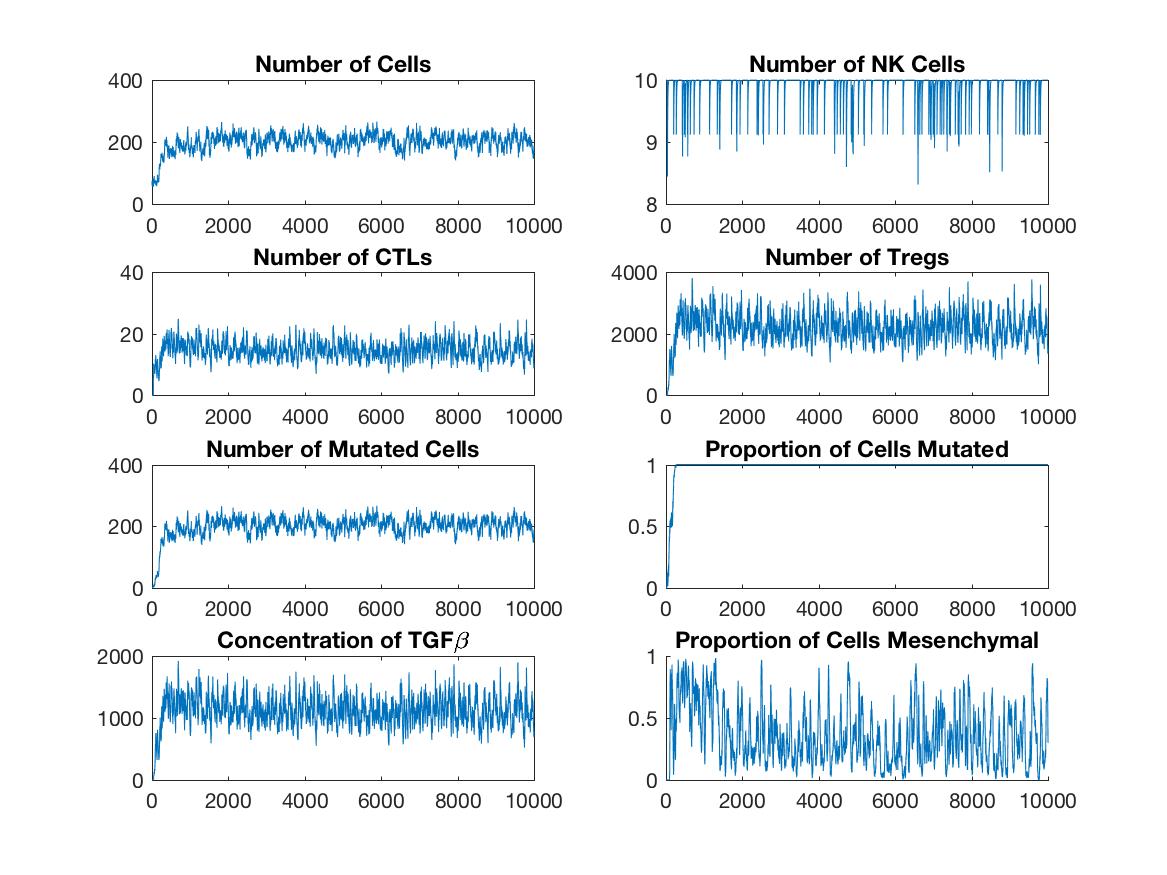 Number of Cells
400
200
0
0 2000 4000 6000 8000 10000
Number of NK Cells
10
9
8
0 2000 4000 6000 8000 10000
Number of CTLs
40
20
0
0 2000 4000 6000 8000 10000
Number of Tregs
4000
2000
0
0 2000 4000 6000 8000 10000
Number of Mutated Cells
400
200
0
0 2000 4000 6000 8000 10000
Proportion of Cells Mutated
1
0.5
0
0 2000 4000 6000 8000 10000
Concentration of TGFβ
2000
1000
0
0 2000 4000 6000 8000 10000
Proportion of Cells Mesenchymal
1
0.5
0
0 2000 4000 6000 8000 10000